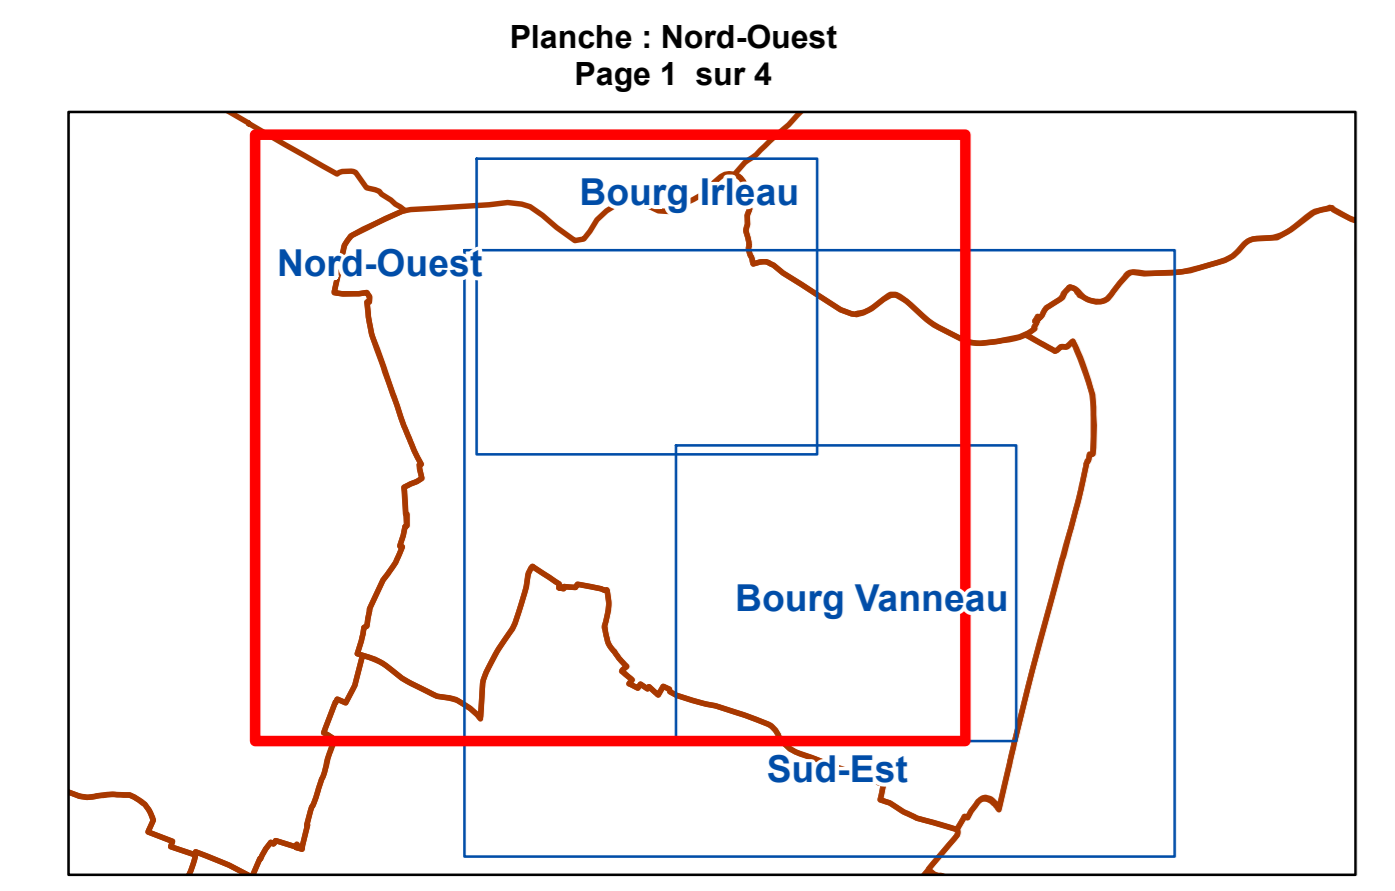 Planche : Nord-Ouest
Page 1 sur 4
Bourg Irleau
Nord-Ouest
Bourg Vanneau
Sud-Est